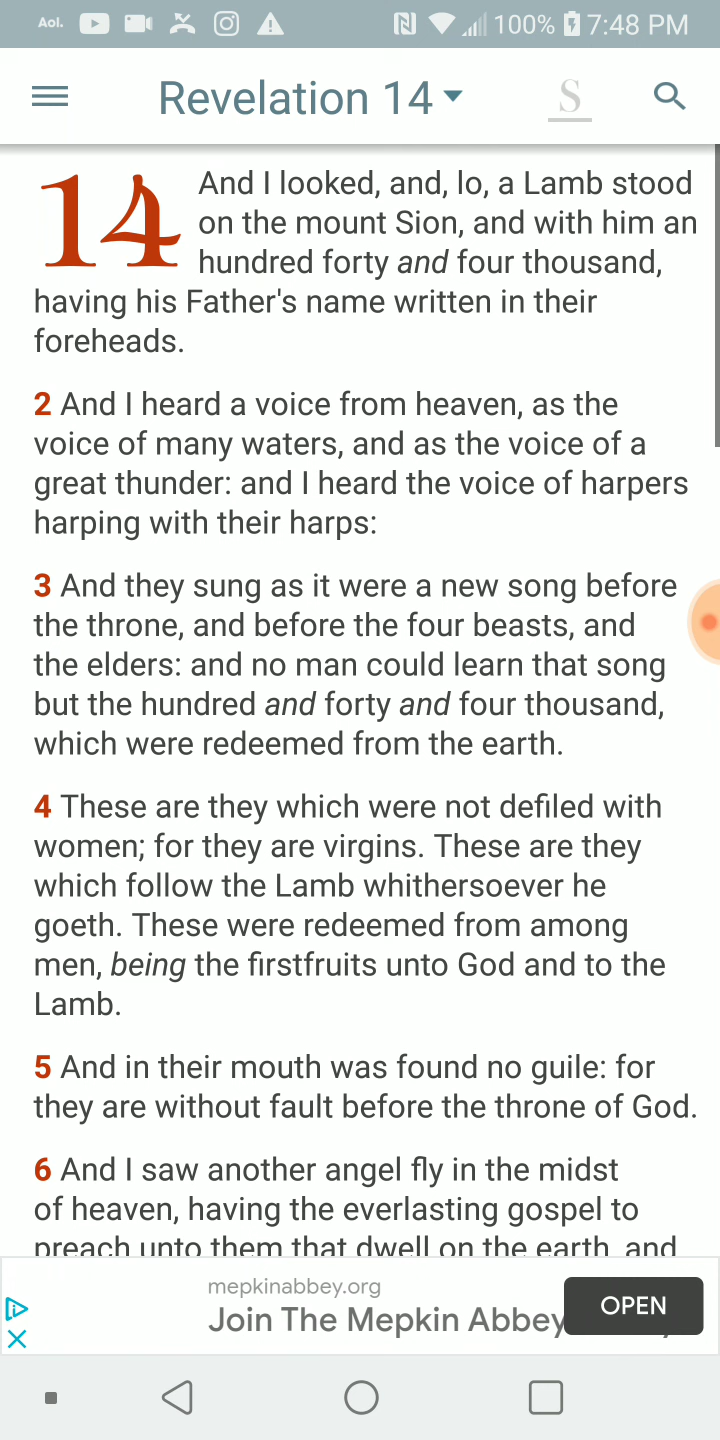 Aol. 100% 7:48 PM
Revelation 14 S
14 And I looked, and, lo, a Lamb stood
on the mount Sion, and with him an
hundred forty and four thousand,
having his Father's name written in their
foreheads.
2 And I heard a voice from heaven, as the
voice of many waters, and as the voice of a
great thunder: and I heard the voice of harpers
harping with their harps:
3 And they sung as it were a new song before
the throne, and before the four beasts, and
the elders: and no man could learn that song
but the hundred and forty and four thousand,
which were redeemed from the earth.
4 These are they which were not defiled with
women; for they are virgins. These are they
which follow the Lamb whithersoever he
goeth. These were redeemed from among
men, being the firstfruits unto God and to the
Lamb.
5 And in their mouth was found no guile: for
they are without fault before the throne of God.
6 And I saw another angel fly in the midst
of heaven, having the everlasting gospel to
preach unto them that dwell on the earth, and
mepkinabbey.org
Join The Mepkin Abbey
OPEN